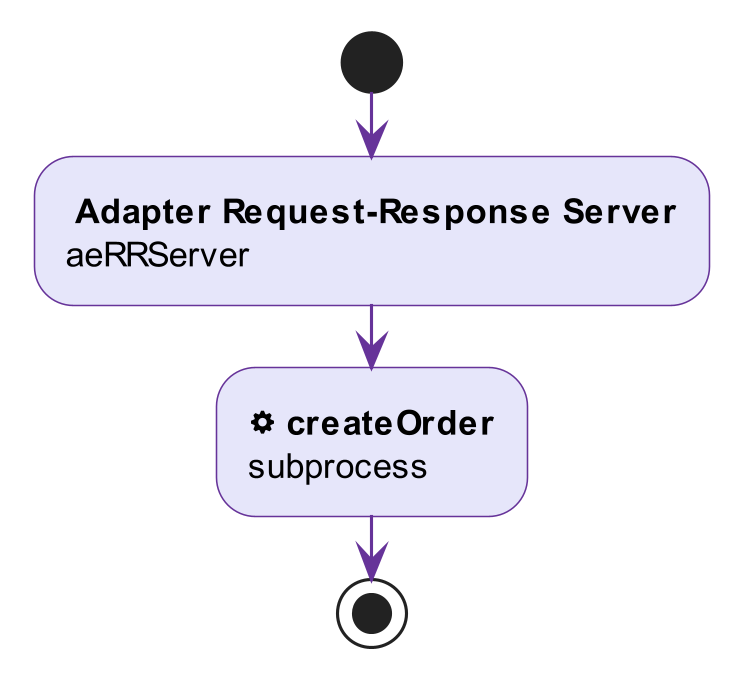 Adapter Request-Response Server
aeRRServer
createOrder
subprocess